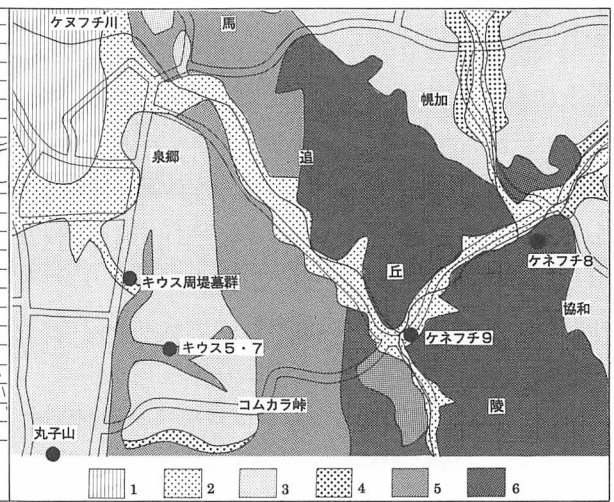 ケヌフチ川
馬
幌加
泉郷
追
ケネフチ8
丘
キウス周堤墓群
協和
ケネフチ9
キウス5・7
コムカラ峠
陵
丸子山
1 2 3 4 5 6